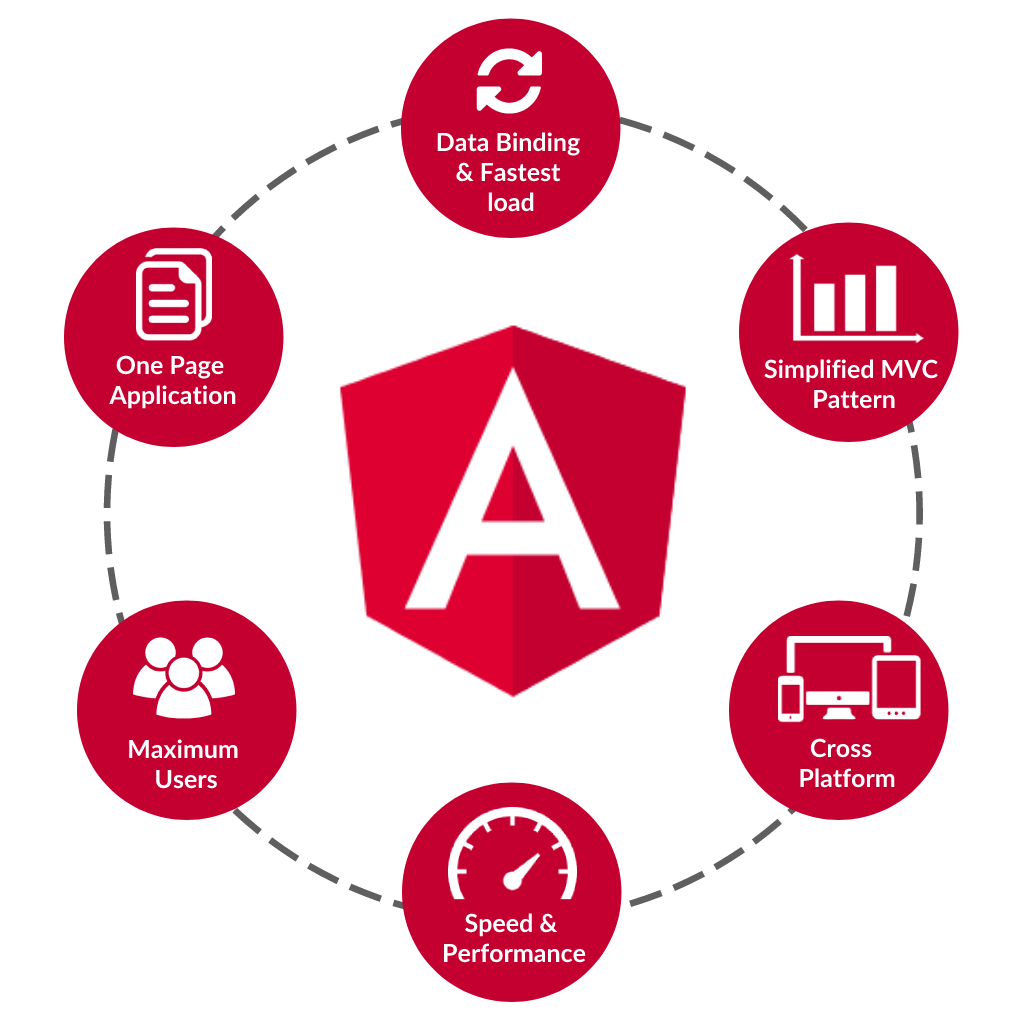 Data Binding
& Fastest
load
One Page
Application
Simplified MVC
Pattern
A
Maximum
Users
Cross
Platform
Speed &
Performance